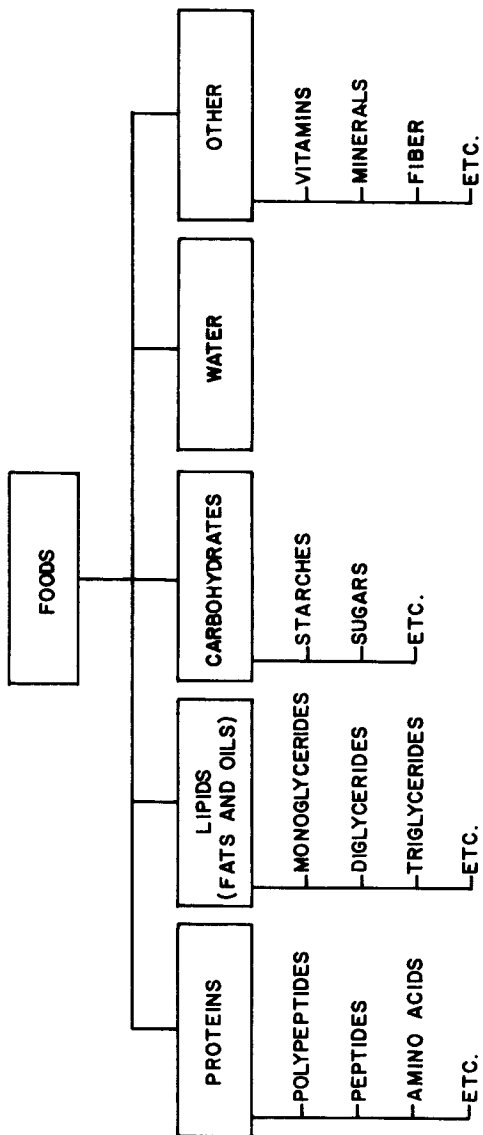 FOODS
PROTEINS
POLYPEPTIDES
PEPTIDES
AMINO ACIDS
ETC.
LIPIDS
(FATS AND OILS)
MONOGLYCERIDES
DIGLYCERIDES
TRIGLYCERIDES
ETC.
CARBOHYDRATES
STARCHES
SUGARS
ETC.
WATER
OTHER
VITAMINS
MINERALS
FIBER
ETC.